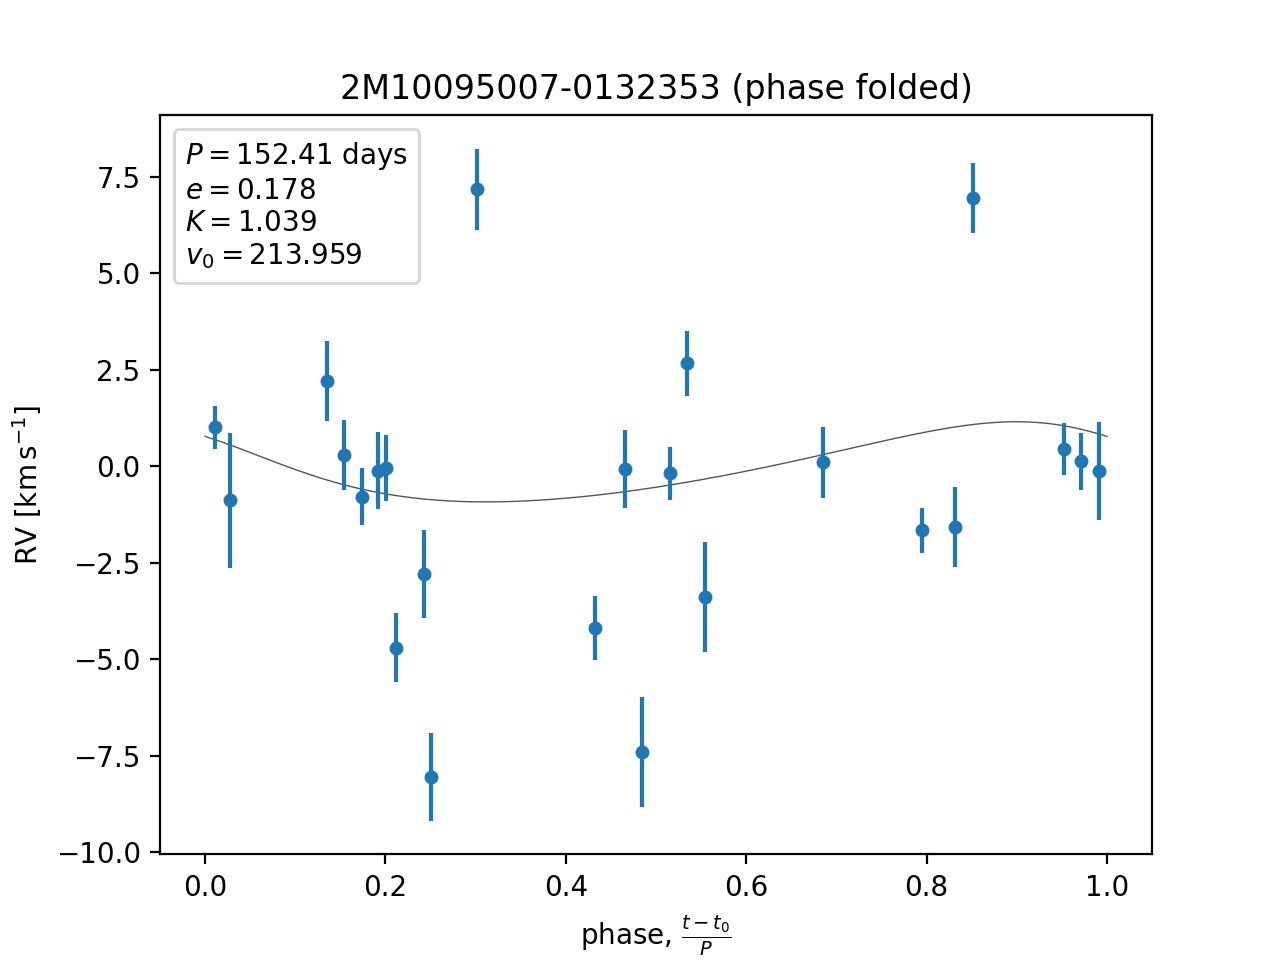 2M10095007-0132353 (phase folded)
P = 152.41 days
e = 0.178
K = 1.039
v₀ = 213.959
RV [km s⁻¹]
7.5
5.0
2.5
0.0
−2.5
−5.0
−7.5
−10.0
0.0 0.2 0.4 0.6 0.8 1.0
phase, (t − t₀)/P